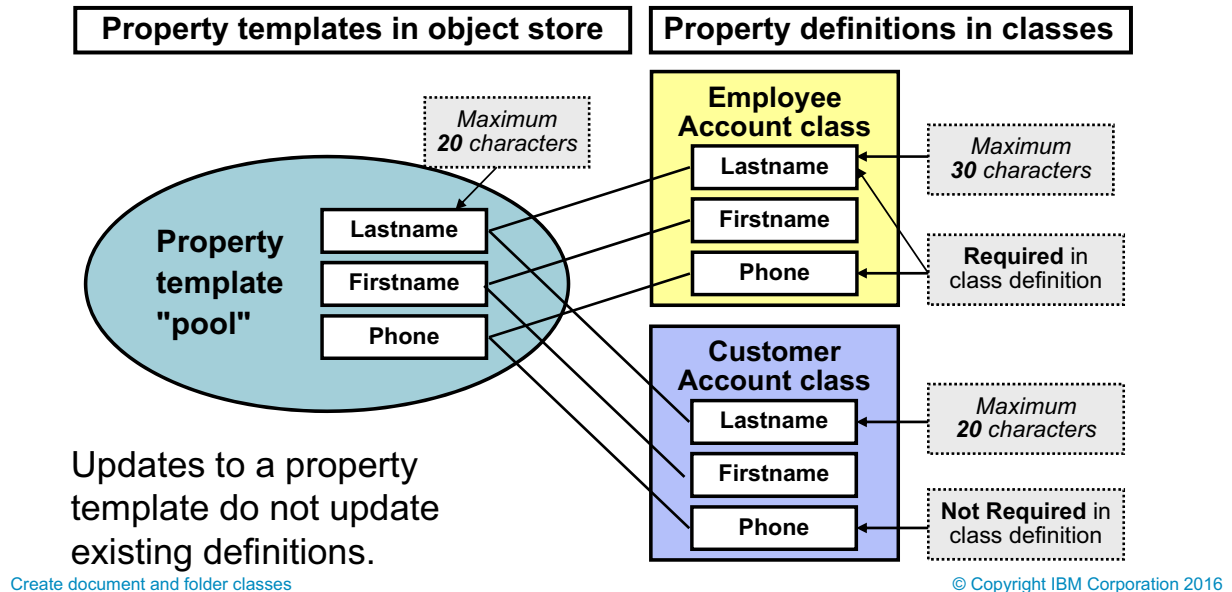 Property templates in object store
Property definitions in classes
Maximum
20 characters
Property
template
"pool"
Lastname
Firstname
Phone
Employee
Account class
Lastname
Firstname
Phone
Maximum
30 characters
Required in
class definition
Customer
Account class
Lastname
Firstname
Phone
Maximum
20 characters
Not Required in
class definition
Updates to a property
template do not update
existing definitions.
Create document and folder classes
© Copyright IBM Corporation 2016